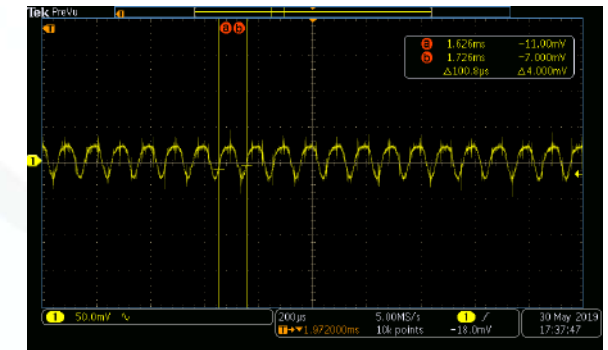 Tek PreVu
T
a b
a 1.626ms -11.00mV
b 1.726ms -7.000mV
Δ100.8µs Δ4.000mV
1
1 50.0mV ∿
200µs 5.00MS/s 1 /
T→▼1.972000ms 10k points -18.0mV
30 May 2019
17:37:47